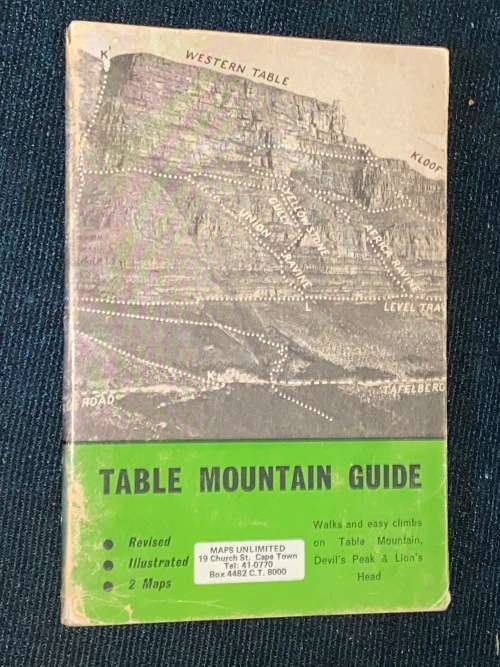 K'
WESTERN TABLE
KLOOF
YELLOW STONE
GULLY
UNION RAVINE
AFRICA RAVINE
L
LEVEL TRA
K
TAFELBERG
ROAD
TABLE MOUNTAIN GUIDE
Revised
Illustrated
2 Maps
MAPS UNLIMITED
19 Church St. Cape Town
Tel: 41-0770
Box 4482 C.T. 8000
Walks and easy climbs
on Table Mountain,
Devil's Peak & Lion's
Head